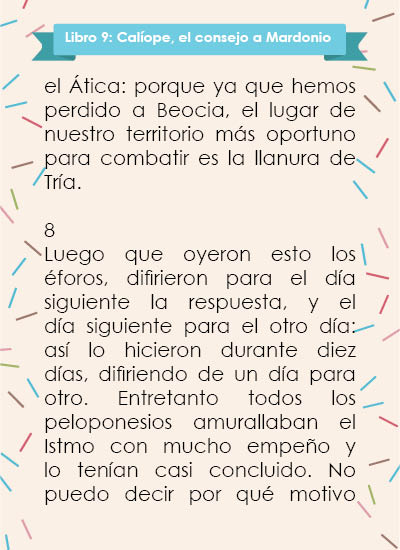 Libro 9: Calíope, el consejo a Mardonio
el Ática: porque ya que hemos
perdido a Beocia, el lugar de
nuestro territorio más oportuno
para combatir es la llanura de
Tría.
8
Luego que oyeron esto los
éforos, difirieron para el día
siguiente la respuesta, y el
día siguiente para el otro día:
así lo hicieron durante diez
días, difiriendo de un día para
otro. Entretanto todos los
peloponesios amurallaban el
Istmo con mucho empeño y
lo tenían casi concluido. No
puedo decir por qué motivo